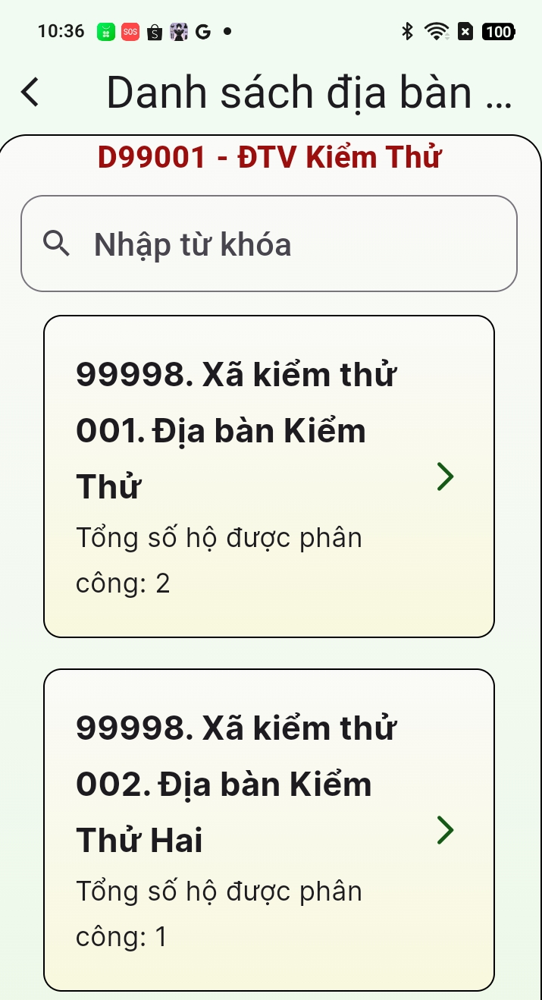 10:36 SOS 100
Danh sách địa bàn ...
D99001 - ĐTV Kiểm Thử
Nhập từ khóa
99998. Xã kiểm thử
001. Địa bàn Kiểm
Thử
Tổng số hộ được phân
công: 2
99998. Xã kiểm thử
002. Địa bàn Kiểm
Thử Hai
Tổng số hộ được phân
công: 1